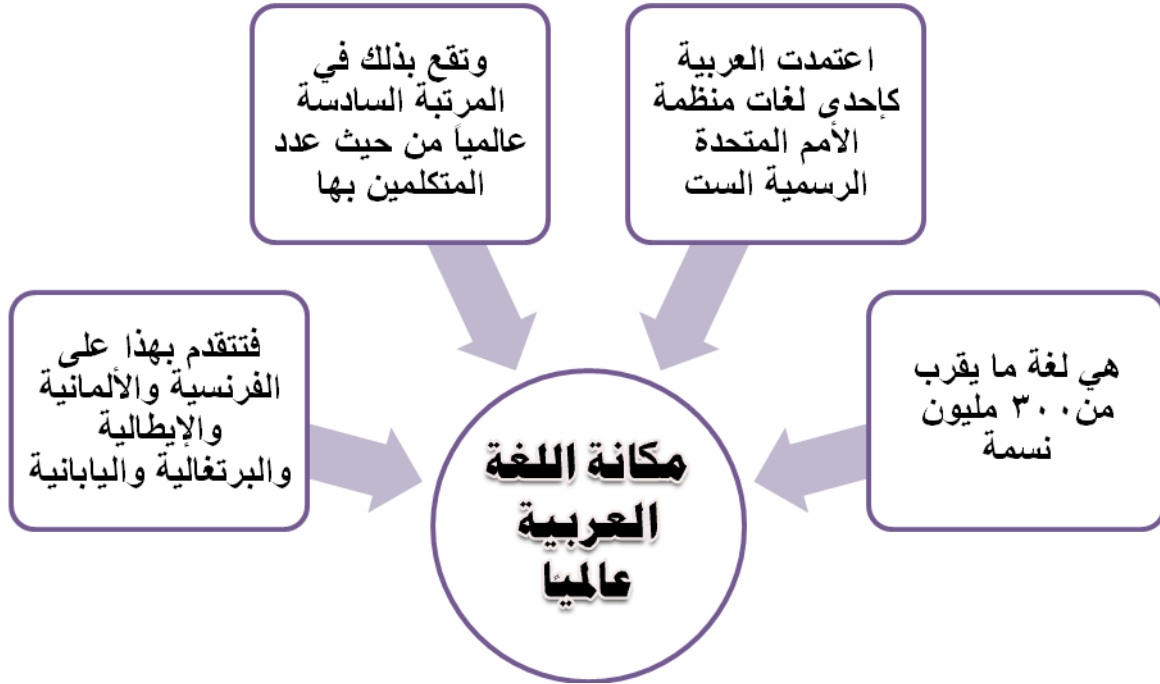 اعتمدت العربية
كإحدى لغات منظمة
الأمم المتحدة
الرسمية الست
وتقع بذلك في
المرتبة السادسة
عالمياً من حيث عدد
المتكلمين بها
هي لغة ما يقرب
من٣٠٠ مليون
نسمة
فتتقدم بهذا على
الفرنسية والألمانية
والإيطالية
والبرتغالية واليابانية
مكانة اللغة
العربية
عالميا